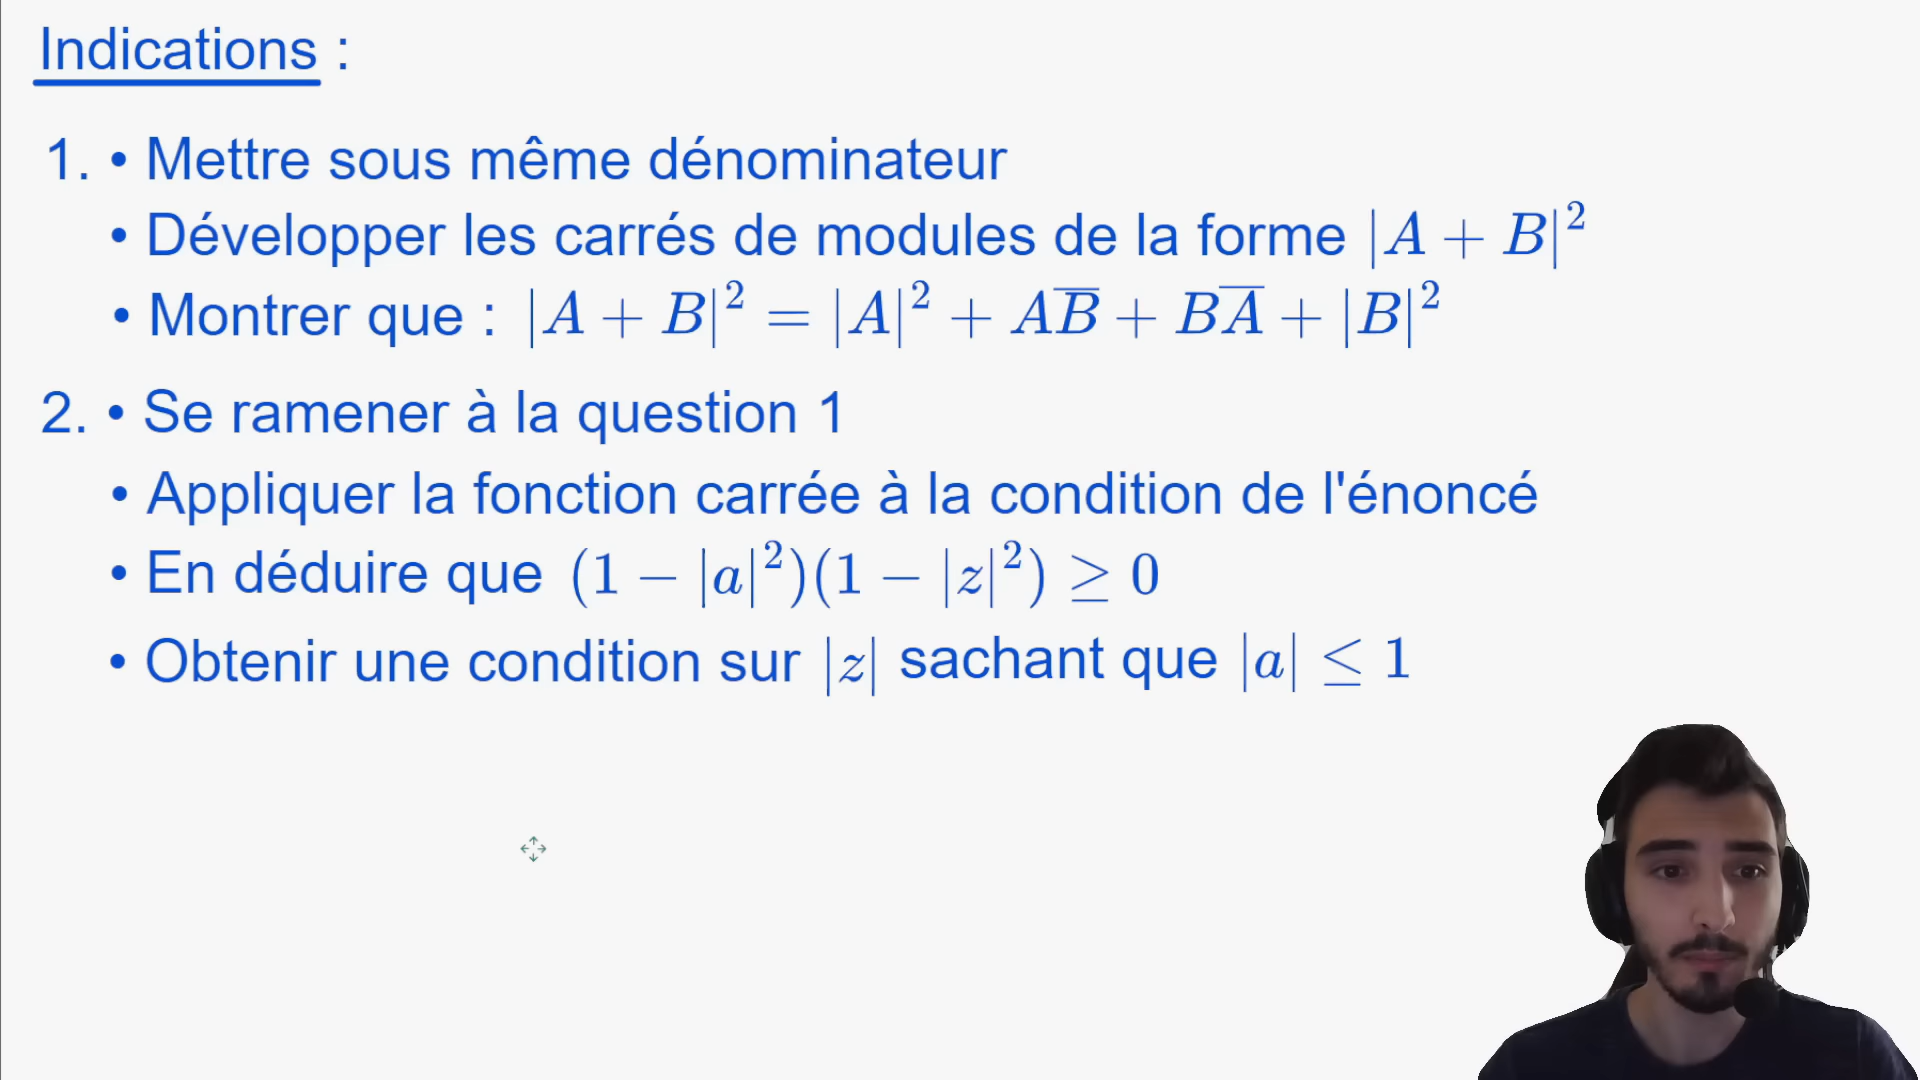 Indications :
1. • Mettre sous même dénominateur
• Développer les carrés de modules de la forme |A + B|²
• Montrer que : |A + B|² = |A|² + AB̅ + BA̅ + |B|²
2. • Se ramener à la question 1
• Appliquer la fonction carrée à la condition de l'énoncé
• En déduire que (1 − |a|²)(1 − |z|²) ≥ 0
• Obtenir une condition sur |z| sachant que |a| ≤ 1